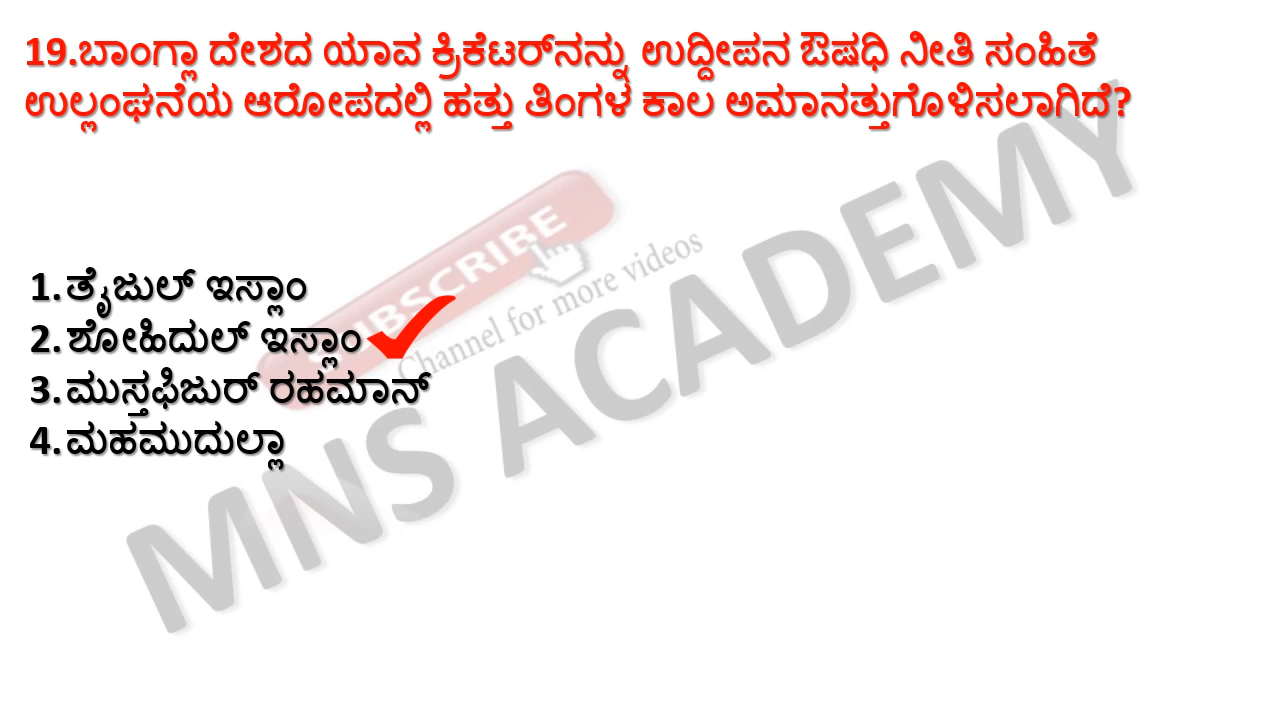 19.ಬಾಂಗ್ಲಾ ದೇಶದ ಯಾವ ಕ್ರಿಕೆಟರ್‌ನನ್ನು ಉದ್ದೀಪನ ಔಷಧಿ ನೀತಿ ಸಂಹಿತೆ
ಉಲ್ಲಂಘನೆಯ ಆರೋಪದಲ್ಲಿ ಹತ್ತು ತಿಂಗಳ ಕಾಲ ಅಮಾನತ್ತುಗೊಳಿಸಲಾಗಿದೆ?
SUBSCRIBE
Channel for more videos
MNS ACADEMY
1.ತೈಜುಲ್ ಇಸ್ಲಾಂ
2.ಶೋಹಿದುಲ್ ಇಸ್ಲಾಂ
3.ಮುಸ್ತಫಿಜುರ್ ರಹಮಾನ್
4.ಮಹಮುದುಲ್ಲಾ